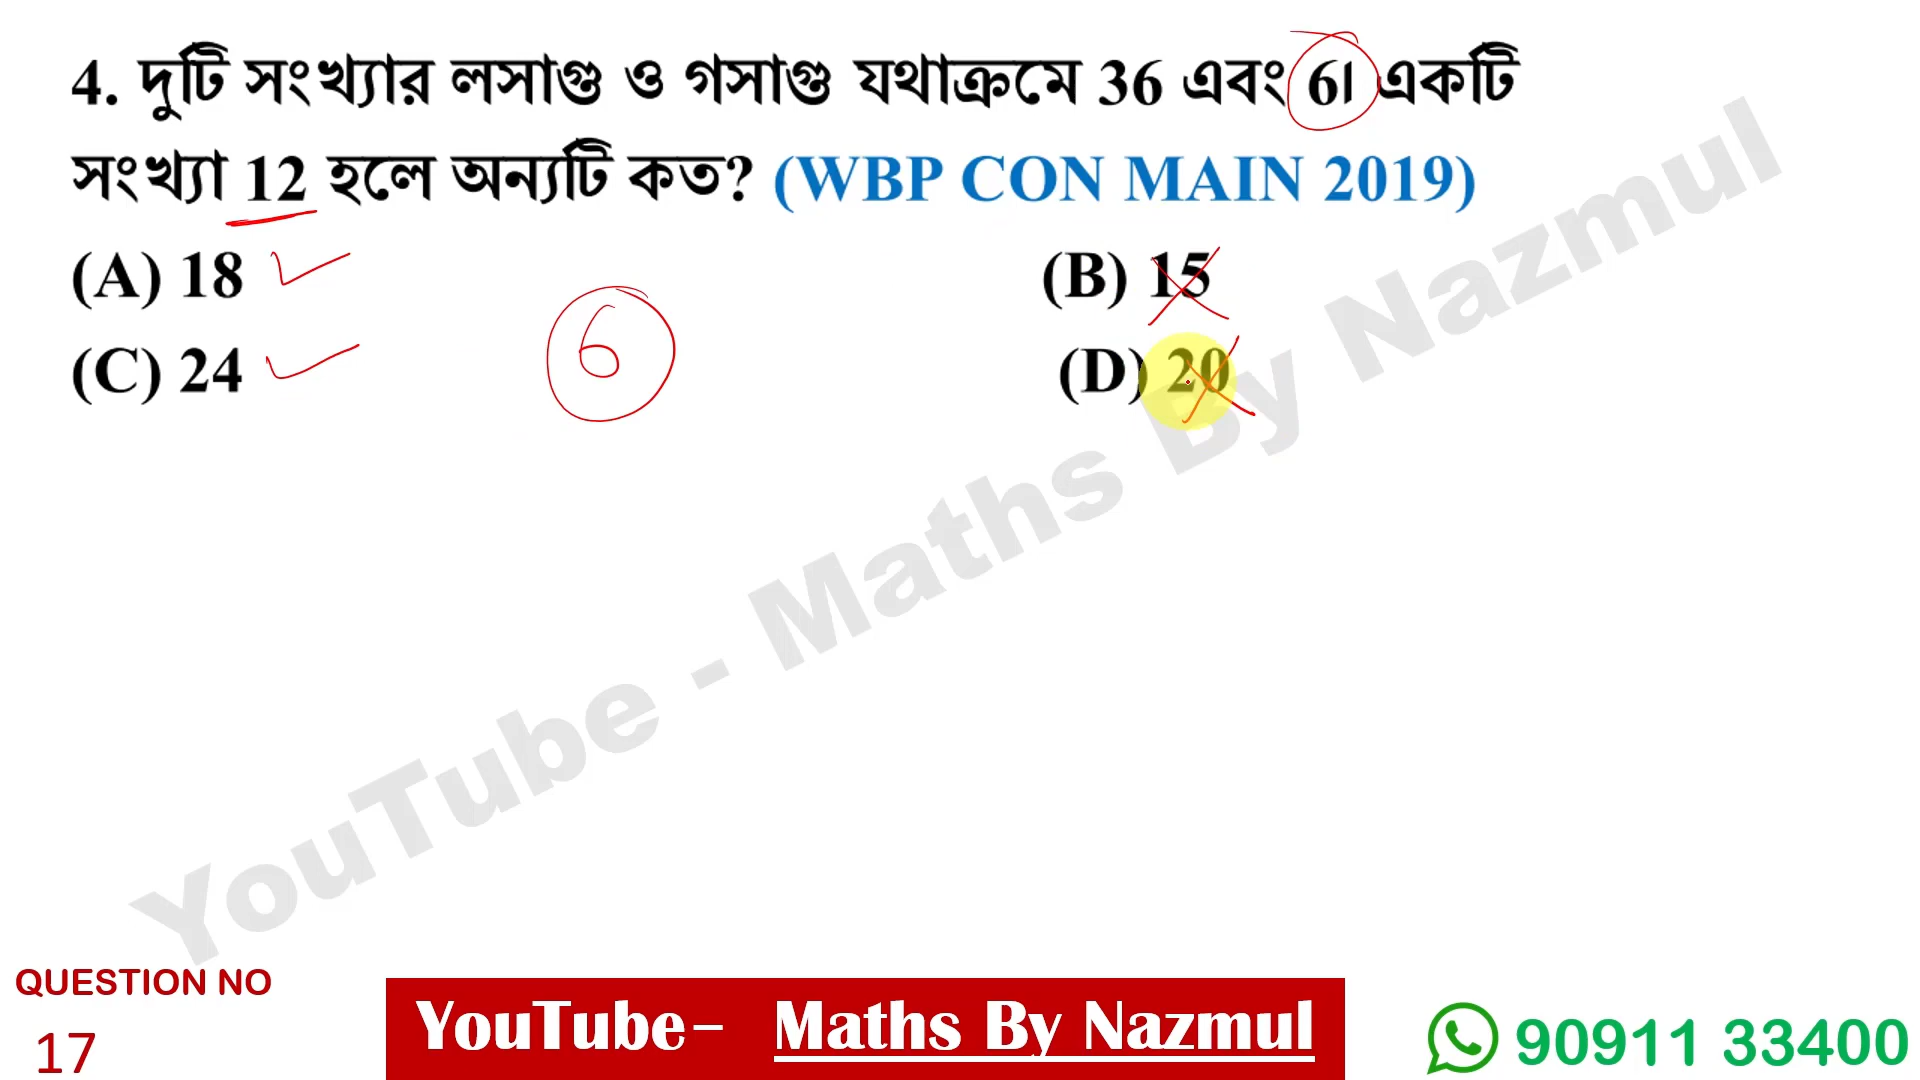 4. দুটি সংখ্যার লসাগু ও গসাগু যথাক্রমে 36 এবং 6। একটি
সংখ্যা 12 হলে অন্যটি কত? (WBP CON MAIN 2019)
(A) 18
(B) 15
6
(C) 24
(D) 20
YouTube - Maths By Nazmul
QUESTION NO
17
YouTube- Maths By Nazmul
90911 33400